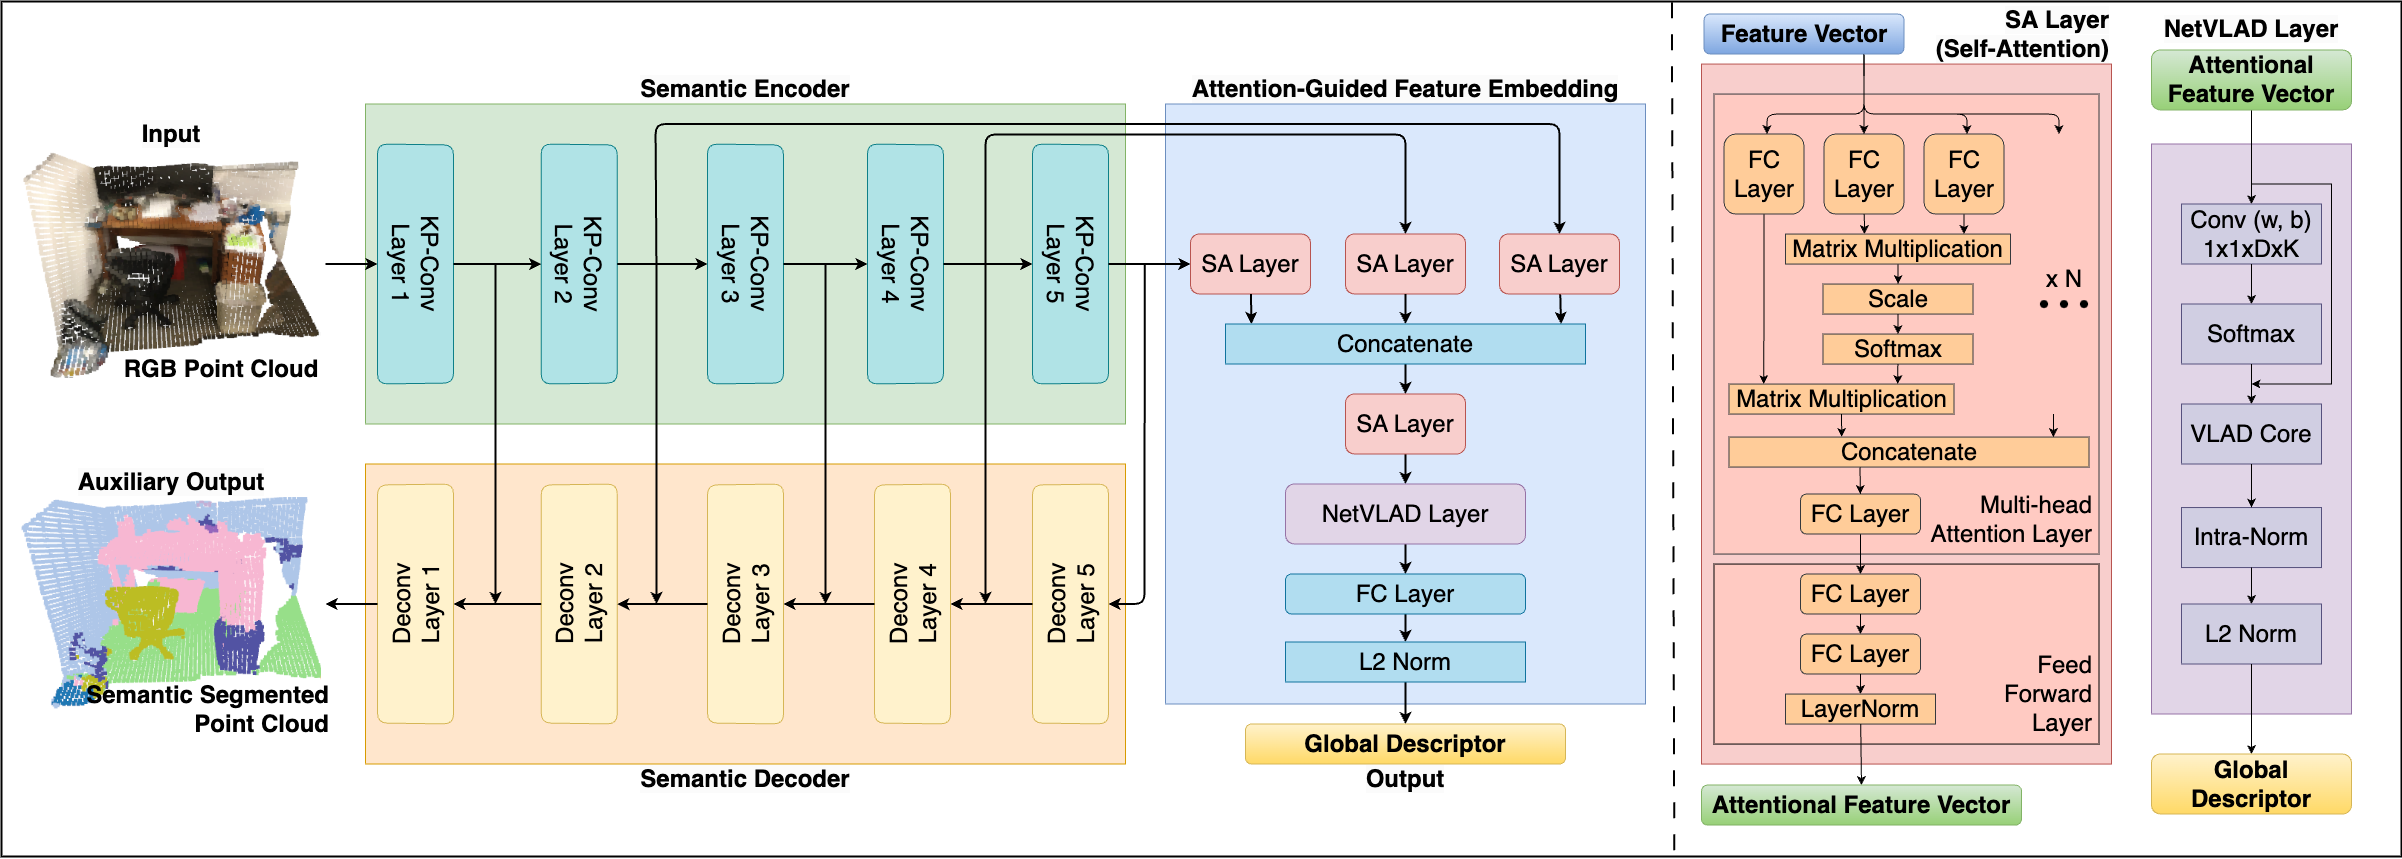 Input
RGB Point Cloud
Auxiliary Output
Semantic Segmented
Point Cloud
Semantic Encoder
KP-Conv
Layer 1
KP-Conv
Layer 2
KP-Conv
Layer 3
KP-Conv
Layer 4
KP-Conv
Layer 5
Deconv
Layer 1
Deconv
Layer 2
Deconv
Layer 3
Deconv
Layer 4
Deconv
Layer 5
Semantic Decoder
Attention-Guided Feature Embedding
SA Layer
SA Layer
SA Layer
Concatenate
SA Layer
NetVLAD Layer
FC Layer
L2 Norm
Global Descriptor
Output
Feature Vector
SA Layer
(Self-Attention)
FC
Layer
FC
Layer
FC
Layer
Matrix Multiplication
Scale
x N
Softmax
Matrix Multiplication
Concatenate
FC Layer
Multi-head
Attention Layer
FC Layer
FC Layer
LayerNorm
Feed
Forward
Layer
Attentional Feature Vector
NetVLAD Layer
Attentional
Feature Vector
Conv (w, b)
1x1xDxK
Softmax
VLAD Core
Intra-Norm
L2 Norm
Global
Descriptor